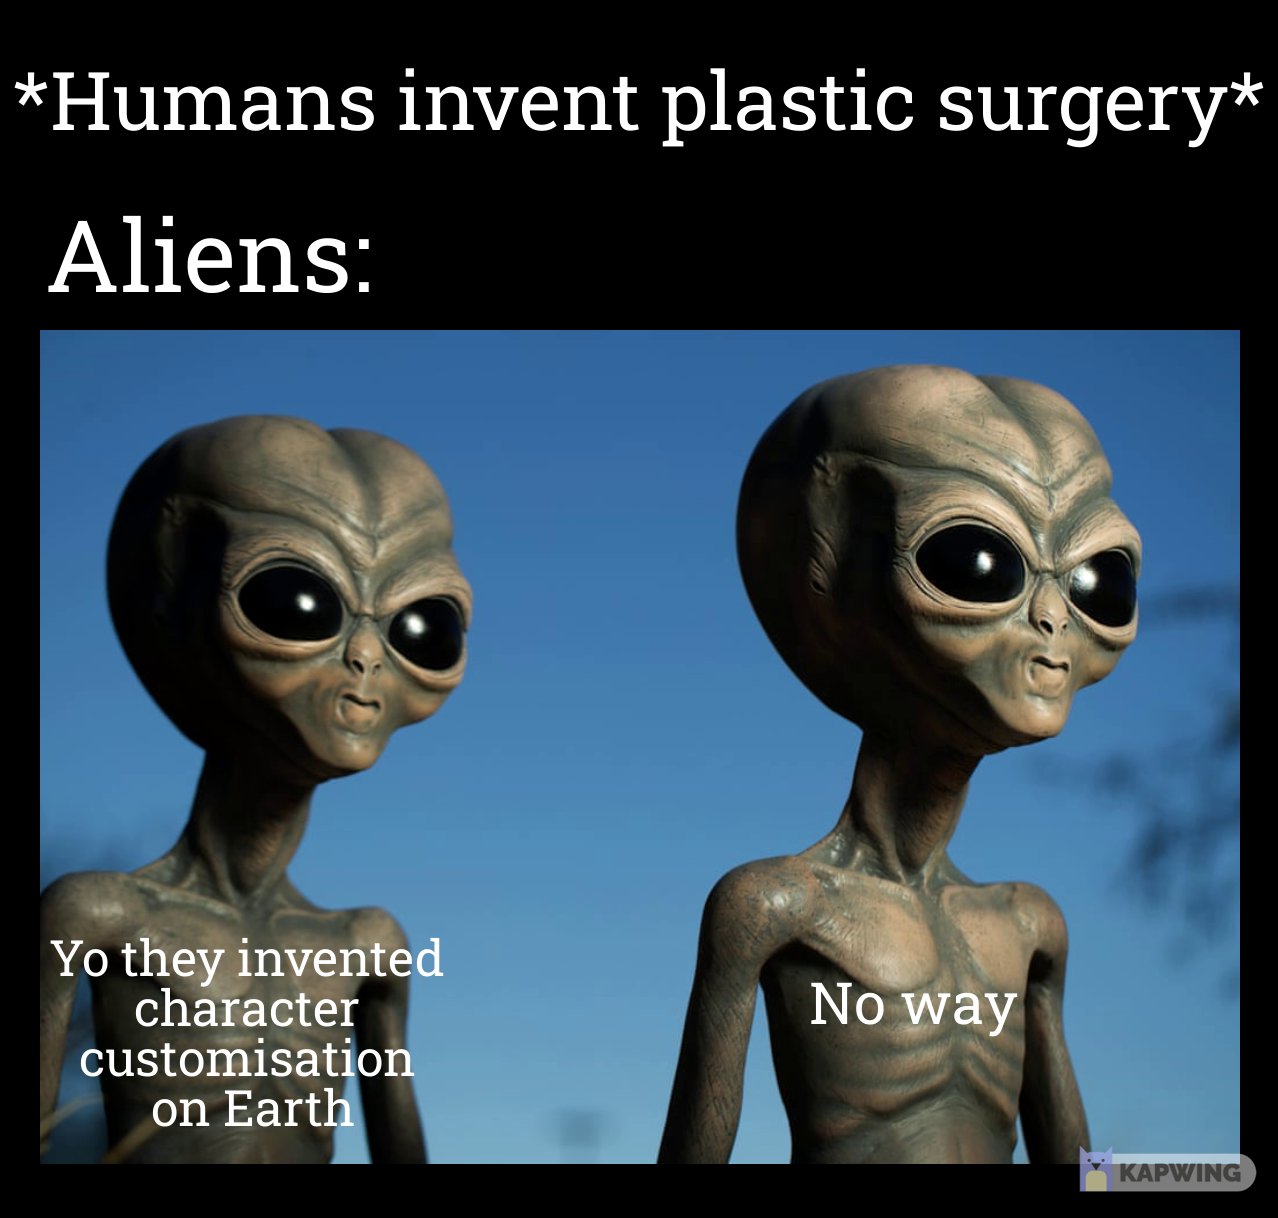 *Humans invent plastic surgery*
Aliens:
Yo they invented
character
customisation
on Earth
No way
KAPWING